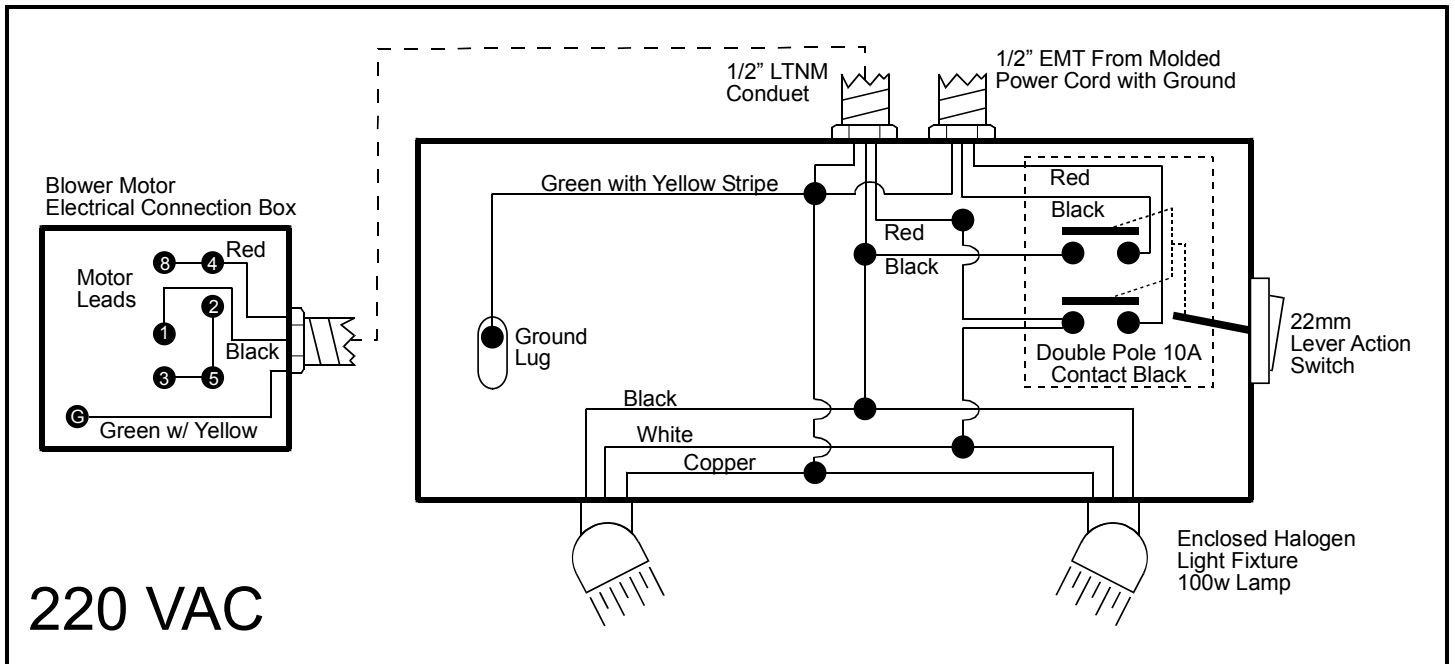 1/2” LTNM
Conduet
1/2” EMT From Molded
Power Cord with Ground
Blower Motor
Electrical Connection Box
Green with Yellow Stripe
Red
Black
Red
Black
8
4
Red
Motor
Leads
2
1
Black
3
5
G
Green w/ Yellow
Ground
Lug
Double Pole 10A
Contact Black
22mm
Lever Action
Switch
Black
White
Copper
Enclosed Halogen
Light Fixture
100w Lamp
220 VAC